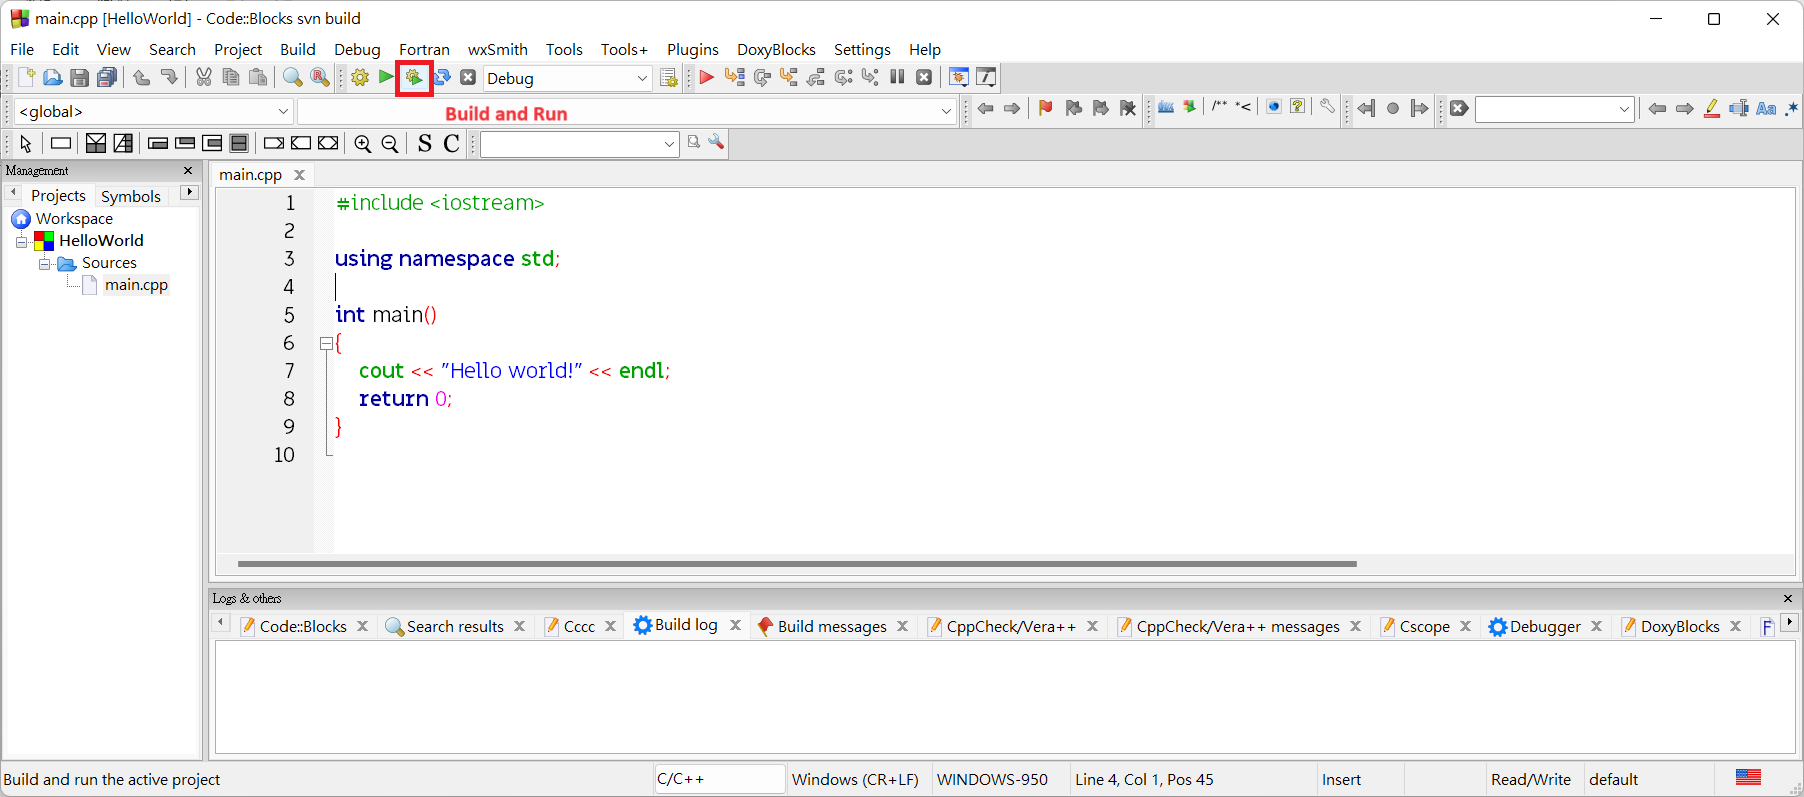 main.cpp [HelloWorld] - Code::Blocks svn build
File Edit View Search Project Build Debug Fortran wxSmith Tools Tools+ Plugins DoxyBlocks Settings Help
Debug
<global>
Build and Run
/** *<
Aa .*
S C
Management
main.cpp
Projects Symbols
Workspace
HelloWorld
Sources
main.cpp
1 #include <iostream>
2
3 using namespace std;
4
5 int main()
6 {
7 cout << "Hello world!" << endl;
8 return 0;
9 }
10
Logs & others
Code::Blocks Search results Cccc Build log Build messages CppCheck/Vera++ CppCheck/Vera++ messages Cscope Debugger DoxyBlocks F
Build and run the active project C/C++ Windows (CR+LF) WINDOWS-950 Line 4, Col 1, Pos 45 Insert Read/Write default